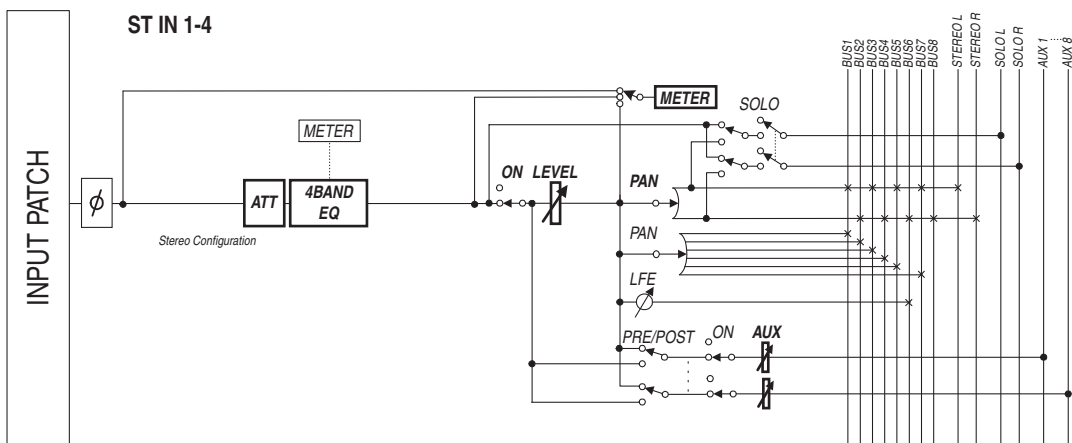 ST IN 1-4
INPUT PATCH
ϕ
Stereo Configuration
ATT
METER
4BAND
EQ
ON LEVEL
METER
SOLO
PAN
PAN
LFE
PRE/POST
ON
AUX
BUS1
BUS2
BUS3
BUS4
BUS5
BUS6
BUS7
BUS8
STEREO L
STEREO R
SOLO L
SOLO R
AUX 1
AUX 8